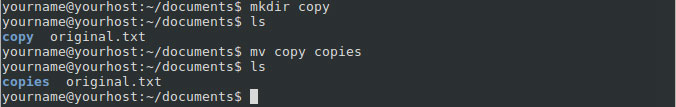 yourname@yourhost:~/documents$ mkdir copy
yourname@yourhost:~/documents$ ls
copy  original.txt
yourname@yourhost:~/documents$ mv copy copies
yourname@yourhost:~/documents$ ls
copies  original.txt
yourname@yourhost:~/documents$